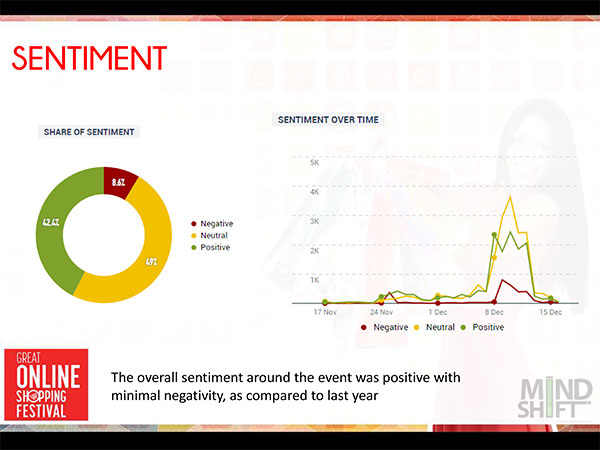 SENTIMENT
SHARE OF SENTIMENT
8.6%
42.4%
49%
Negative
Neutral
Positive
SENTIMENT OVER TIME
5K
4K
3K
2K
1K
17 Nov 24 Nov 1 Dec 8 Dec 15 Dec
Negative Neutral Positive
GREAT
ONLINE
SHOPPING
FESTIVAL
The overall sentiment around the event was positive with
minimal negativity, as compared to last year
MIND
SHIFT